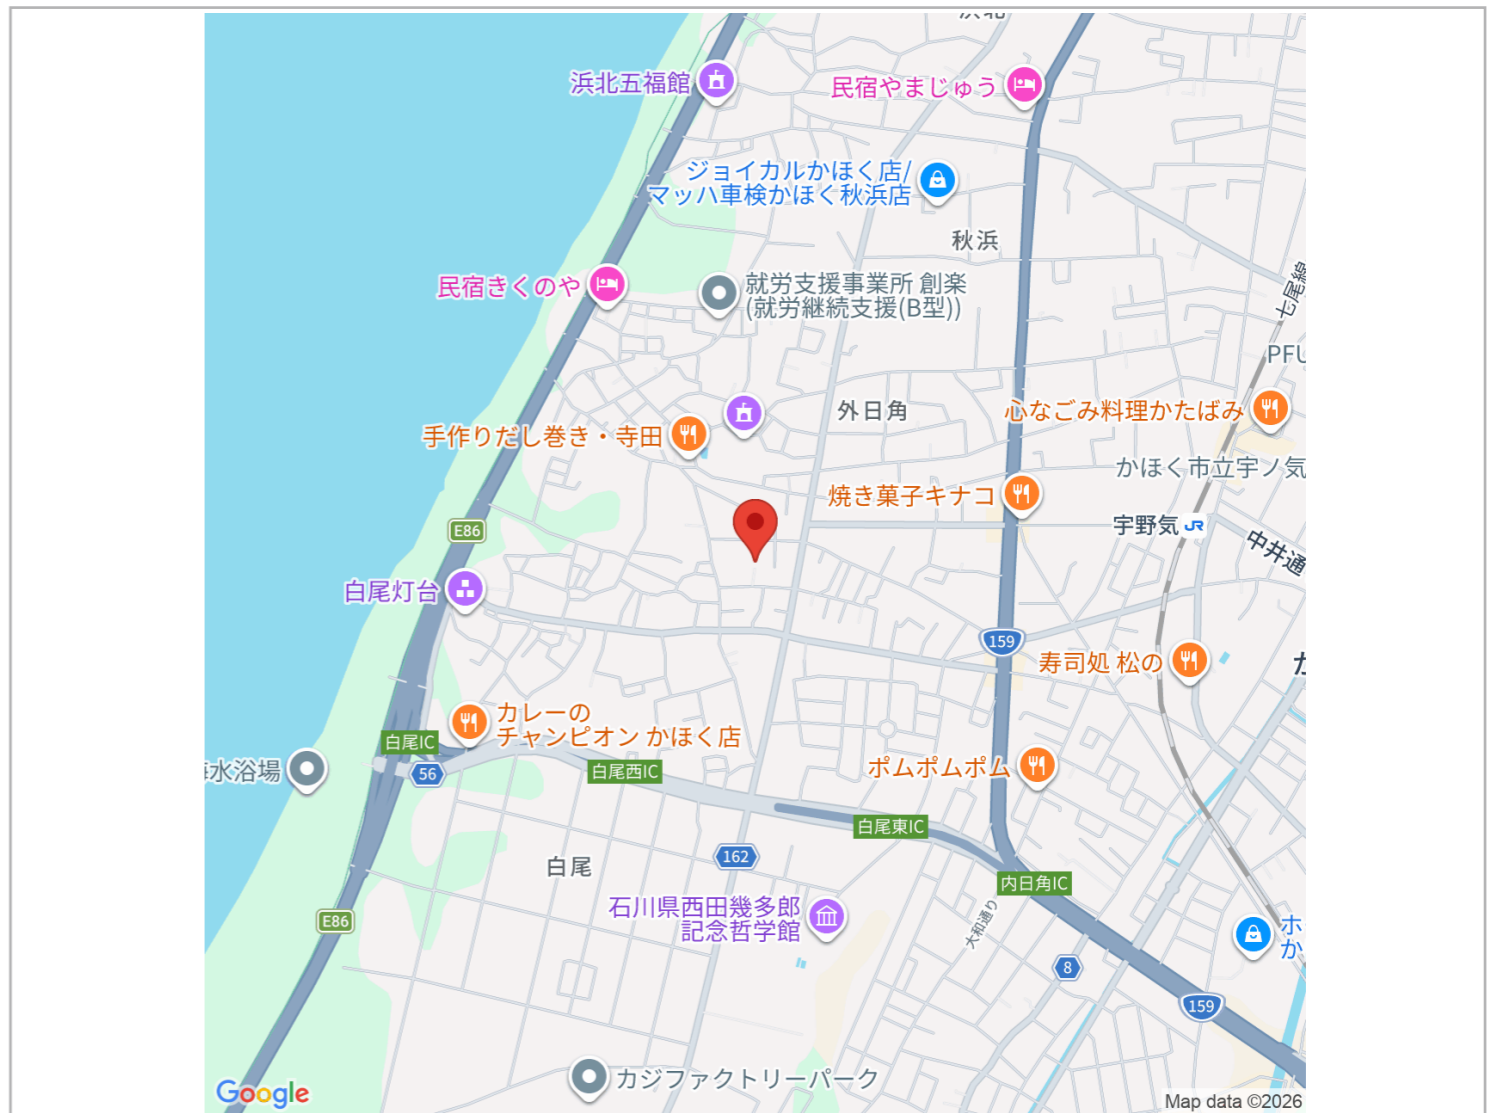 浜北五福館
民宿やまじゅう
ジョイカルかほく店/
マッハ車検かほく秋浜店
秋浜
民宿きくのや
就労支援事業所 創楽
(就労継続支援(B型))
七尾線
PFU
外日角
心なごみ料理かたばみ
手作りだし巻き・寺田
かほく市立宇ノ気
焼き菓子キナコ
宇野気
JR
中井通
E86
白尾灯台
159
寿司処 松の
カレーの
チャンピオン かほく店
白尾IC
56
白尾西IC
海水浴場
ポムポムポム
白尾東IC
白尾
162
内日角IC
石川県西田幾多郎
記念哲学館
E86
大和通り
ホ
か
8
159
カジファクトリーパーク
Google
Map data ©2026